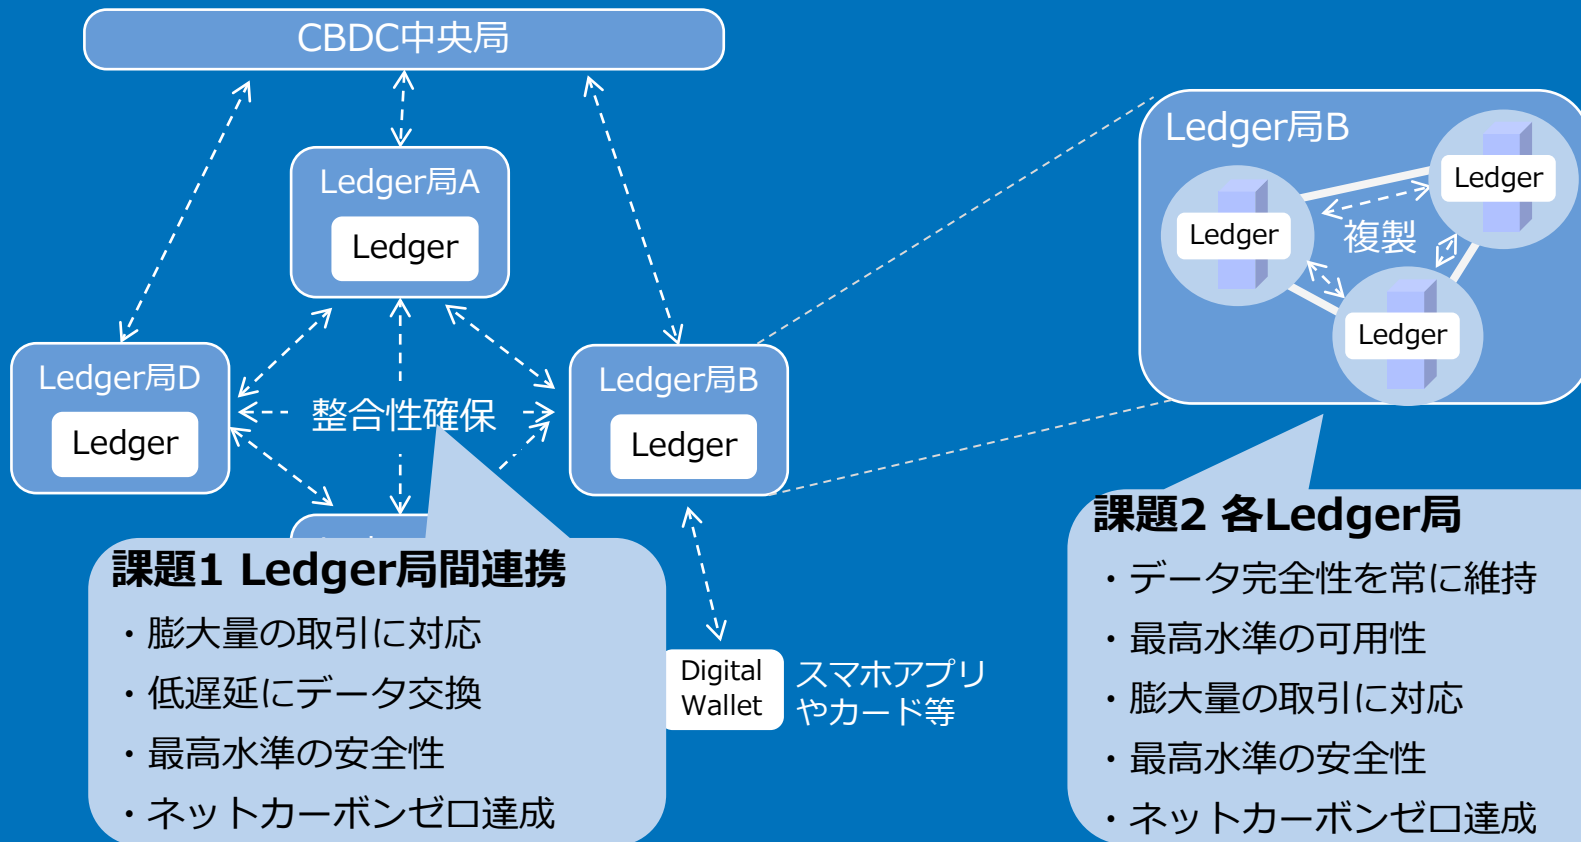 CBDC中央局
Ledger局A
Ledger
Ledger局D
Ledger
整合性確保
Ledger局B
Ledger
Ledger局B
Ledger
Ledger
複製
Ledger
課題1 Ledger局間連携
・膨大量の取引に対応
・低遅延にデータ交換
・最高水準の安全性
・ネットカーボンゼロ達成
Digital
Wallet
スマホアプリ
やカード等
課題2 各Ledger局
・データ完全性を常に維持
・最高水準の可用性
・膨大量の取引に対応
・最高水準の安全性
・ネットカーボンゼロ達成